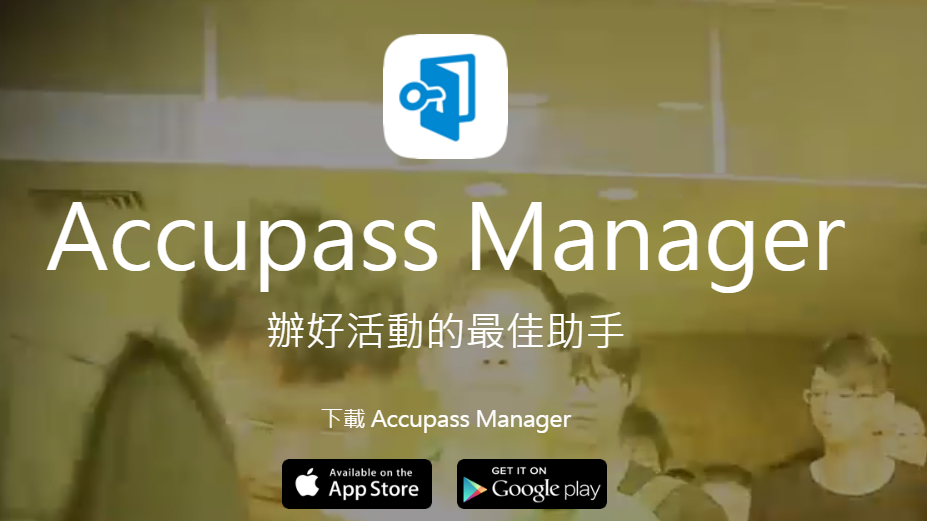 Accupass Manager
辦好活動的最佳助手
下載 Accupass Manager
Available on the
App Store
GET IT ON
Google play